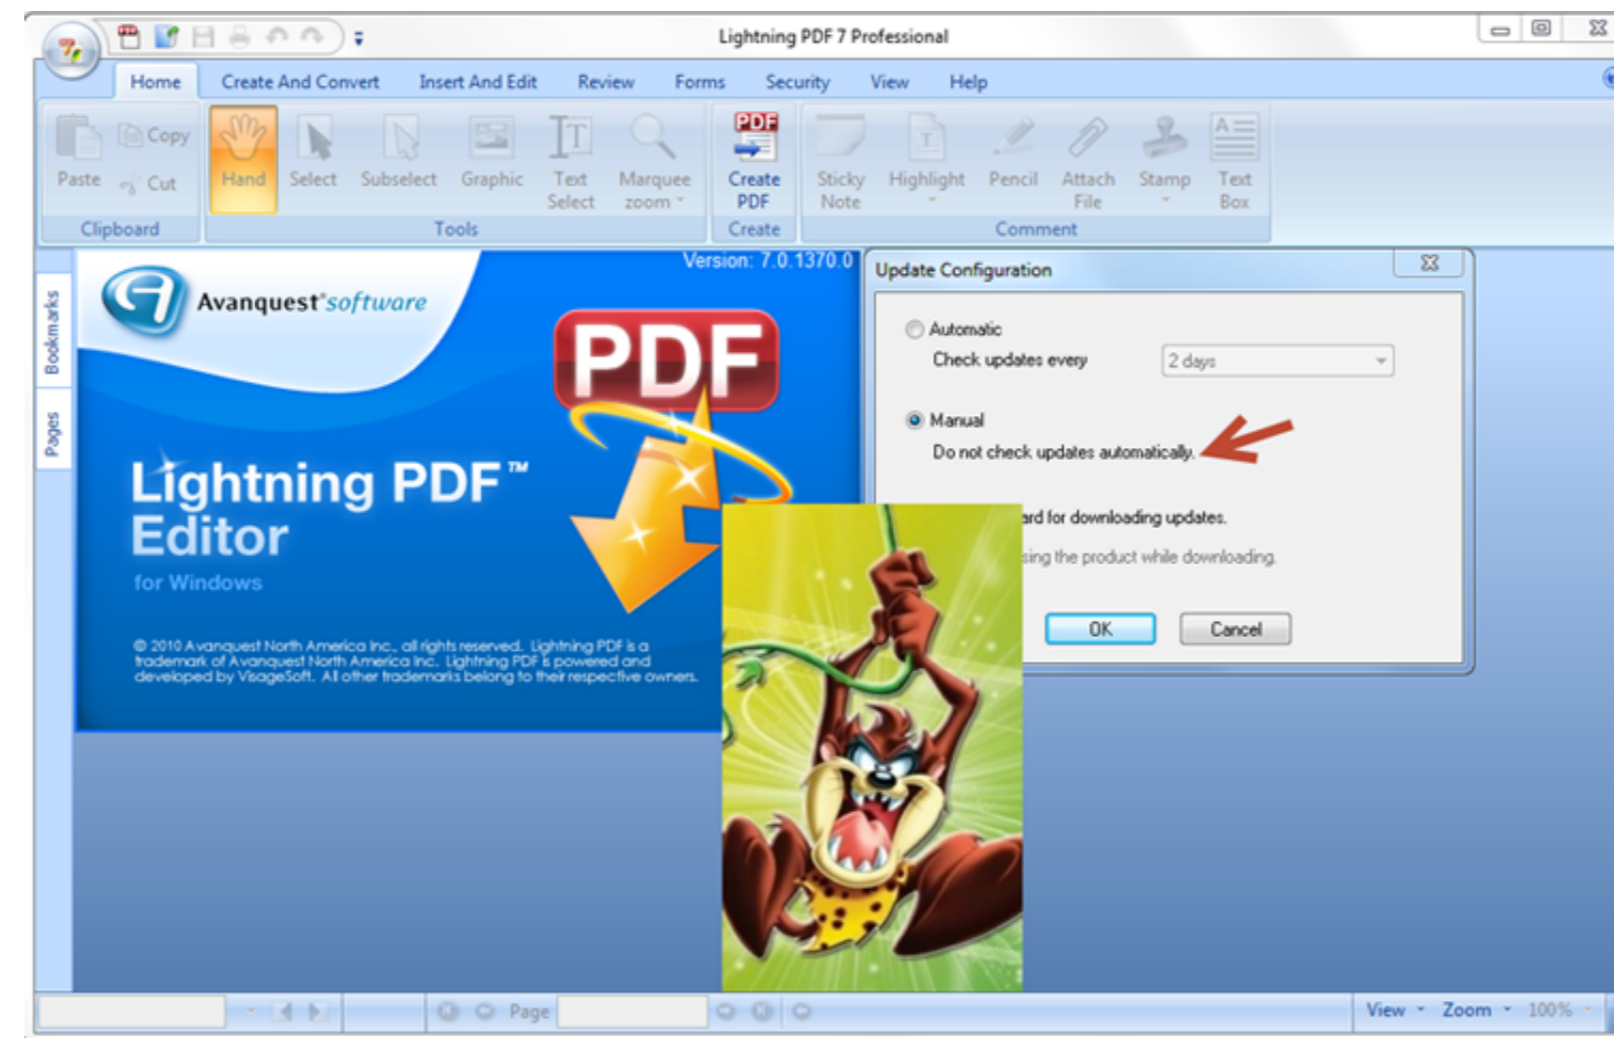 Lightning PDF 7 Professional
Home Create And Convert Insert And Edit Review Forms Security View Help
Paste Copy Cut
Hand Select Subselect Graphic Text Select Marquee zoom
PDF
Create PDF
Sticky Note Highlight Pencil Attach File Stamp Text Box
Clipboard Tools Create Comment
Bookmarks
Pages
Version: 7.0.1370.0
Avanquest software
PDF
Lightning PDF™
Editor
for Windows
© 2010 Avanquest North America Inc., all rights reserved. Lightning PDF is a
trademark of Avanquest North America Inc. Lightning PDF is powered and
developed by VisageSoft. All other trademarks belong to their respective owners.
Update Configuration
Automatic
Check updates every 2 days
Manual
Do not check updates automatically.
for downloading updates.
the product while downloading.
OK Cancel
Page
View Zoom 100%